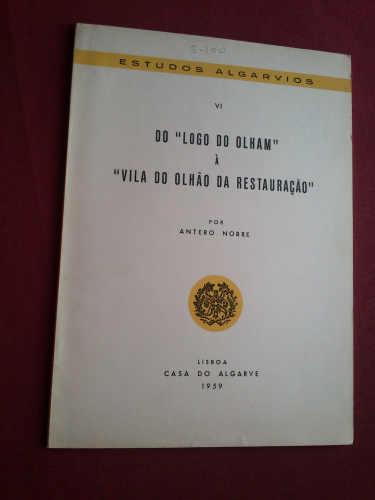 S-100
ESTUDOS ALGARVIOS
VI
DO "LOGO DO OLHAM"
À
"VILA DO OLHÃO DA RESTAURAÇÃO"
POR
ANTERO NOBRE
LISBOA
CASA DO ALGARVE
1959